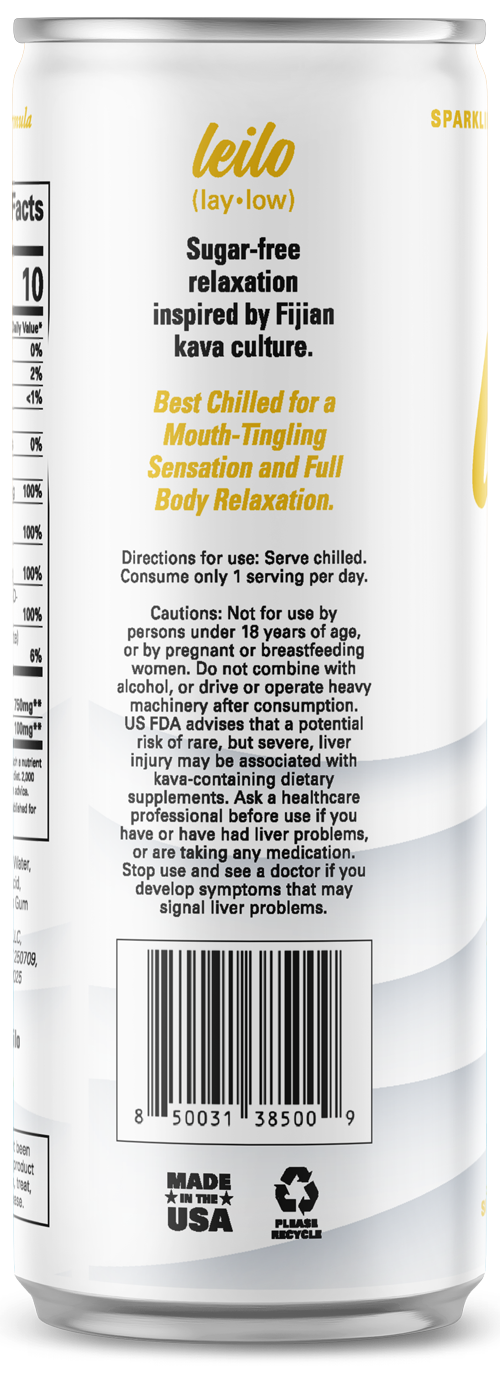 Facts
10
Daily Value*
0%
2%
<1%
0%
100%
100%
100%
100%
6%
750mg**
100mg**
a nutrient
2,000
advice.
for
Water,
Gum
250709,
been
product
treat,
leilo
(lay•low)
Sugar-free
relaxation
inspired by Fijian
kava culture.
Best Chilled for a
Mouth-Tingling
Sensation and Full
Body Relaxation.
Directions for use: Serve chilled.
Consume only 1 serving per day.
Cautions: Not for use by
persons under 18 years of age,
or by pregnant or breastfeeding
women. Do not combine with
alcohol, or drive or operate heavy
machinery after consumption.
US FDA advises that a potential
risk of rare, but severe, liver
injury may be associated with
kava-containing dietary
supplements. Ask a healthcare
professional before use if you
have or have had liver problems,
or are taking any medication.
Stop use and see a doctor if you
develop symptoms that may
signal liver problems.
8 50031 38500 9
MADE
IN THE
USA
PLEASE
RECYCLE
SPARKL